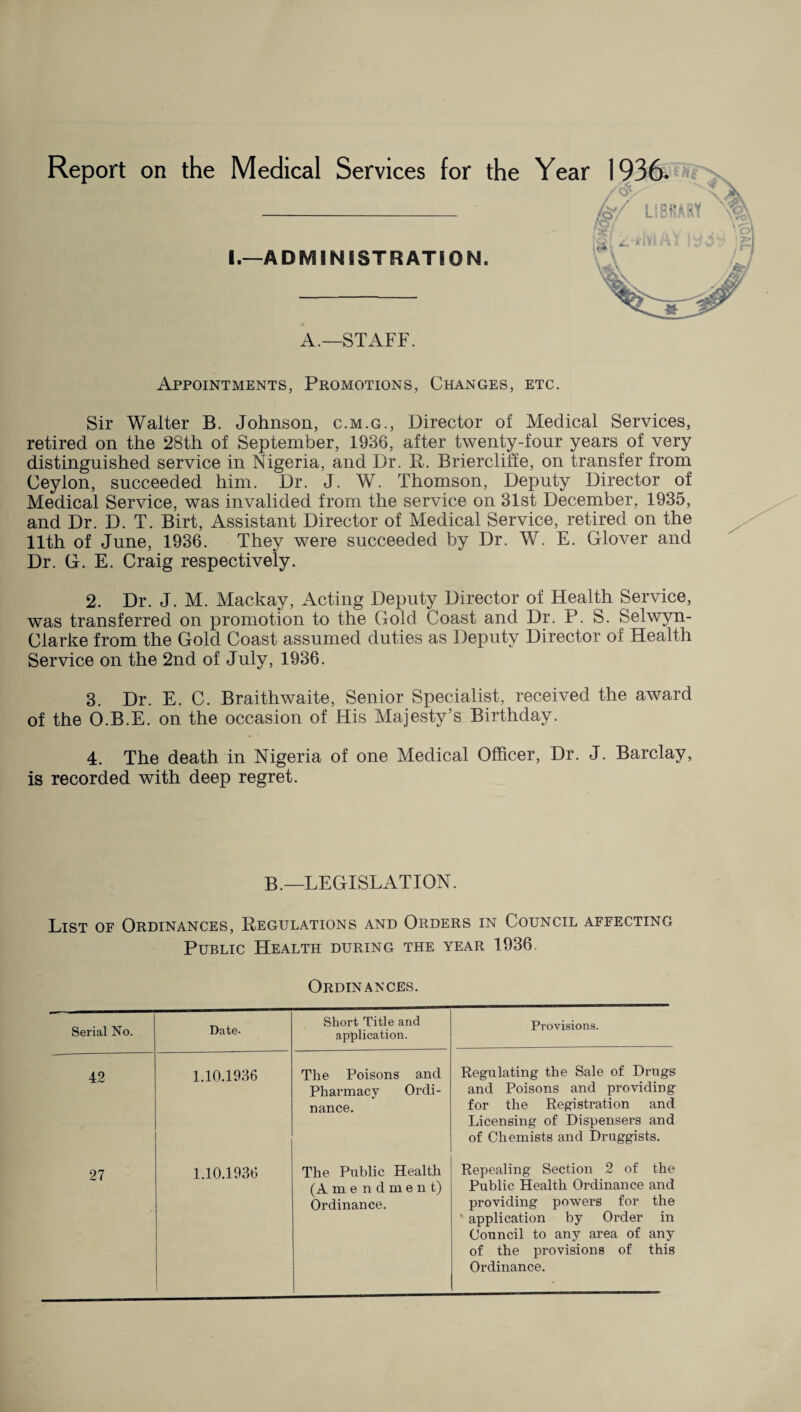 Report on the Medical Services for the Year 1936.
LIBRARY
MAY
I.—ADMINISTRATION.
A.—STAFF.
Appointments, Promotions, Changes, etc.
Sir Walter B. Johnson, C.M.G., Director of Medical Services,
retired on the 28th of September, 1936, after twenty-four years of very
distinguished service in Nigeria, and Dr. R. Briercliffe, on transfer from
Ceylon, succeeded him. Dr. J. W. Thomson, Deputy Director of
Medical Service, was invalided from the service on 31st December, 1935,
and Dr. D. T. Birt, Assistant Director of Medical Service, retired on the
11th of June, 1936. They were succeeded by Dr. W. E. Glover and
Dr. G. E. Craig respectively.
2. Dr. J. M. Mackay, Acting Deputy Director of Health Service,
was transferred on promotion to the Gold Coast and Dr. P. S. Selwyn-
Clarke from the Gold Coast assumed duties as Deputy Director of Health
Service on the 2nd of July, 1936.
3. Dr. E. C. Braithwaite, Senior Specialist, received the award
of the O.B.E. on the occasion of His Majesty's Birthday.
4. The death in Nigeria of one Medical Officer, Dr. J. Barclay,
is recorded with deep regret.
B.—LEGISLATION.
List of Ordinances, Regulations and Orders in Council affecting
Public Health during the year 1936.
Ordinances.
Serial No. Date. Short Title and application. Provisions.
42 1.10.1936 The Poisons and Regulating the Sale of Drugs
Pharmacy Ordi- and Poisons and providing
nance. for the Registration and
Licensing of Dispensers and
of Chemists and Druggists.
27 1.10.1936 The Public Health Repealing Section 2 of the
(Amendment) Public Health Ordinance and
Ordinance. providing powers for the
application by Order in
Council to any area of any
of the provisions of this
Ordinance.